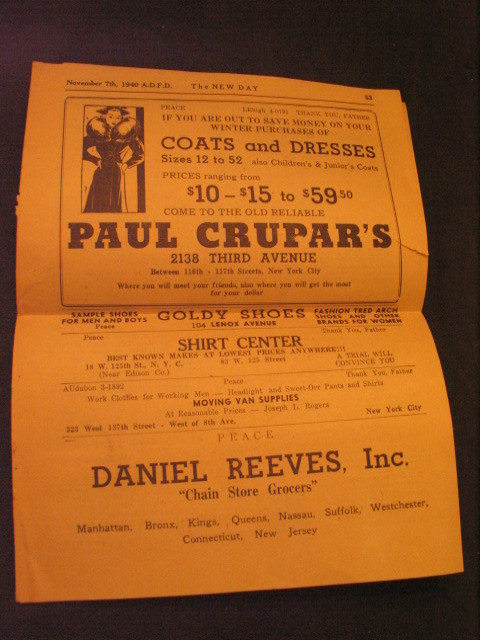 November 7th, 1940 A.D.F.D. The NEW DAY 53
PEACE LEhigh 4-5791 THANK YOU, FATHER
IF YOU ARE OUT TO SAVE MONEY ON YOUR
WINTER PURCHASES OF
COATS and DRESSES
Sizes 12 to 52 also Children's & Junior's Coats
PRICES ranging from
$10 – $15 to $59.50
COME TO THE OLD RELIABLE
PAUL CRUPAR'S
2138 THIRD AVENUE
Between 116th - 117th Streets, New York City
Where you will meet your friends, also where you will get the most
for your dollar
SAMPLE SHOES GOLDY SHOES FASHION TRED ARCH
FOR MEN AND BOYS 104 LENOX AVENUE SHOES AND OTHER
BRANDS FOR WOMEN
Peace Thank You, Father
SHIRT CENTER
Peace
BEST KNOWN MAKES AT LOWEST PRICES ANYWHERE!!!
18 W. 125th St., N. Y. C. 65 W. 125 STREET A TRIAL WILL
(Near Edison Co.) CONVINCE YOU
AUdubon 3-1992 Peace Thank You, Father
Work Clothes for Working Men — Headlight and Sweet-Orr Pants and Shirts
MOVING VAN SUPPLIES
At Reasonable Prices — Joseph L. Rogers
323 West 137th Street - West of 8th Ave. New York City
PEACE
DANIEL REEVES, Inc.
"Chain Store Grocers"
Manhattan, Bronx, Kings, Queens, Nassau, Suffolk, Westchester,
Connecticut, New Jersey